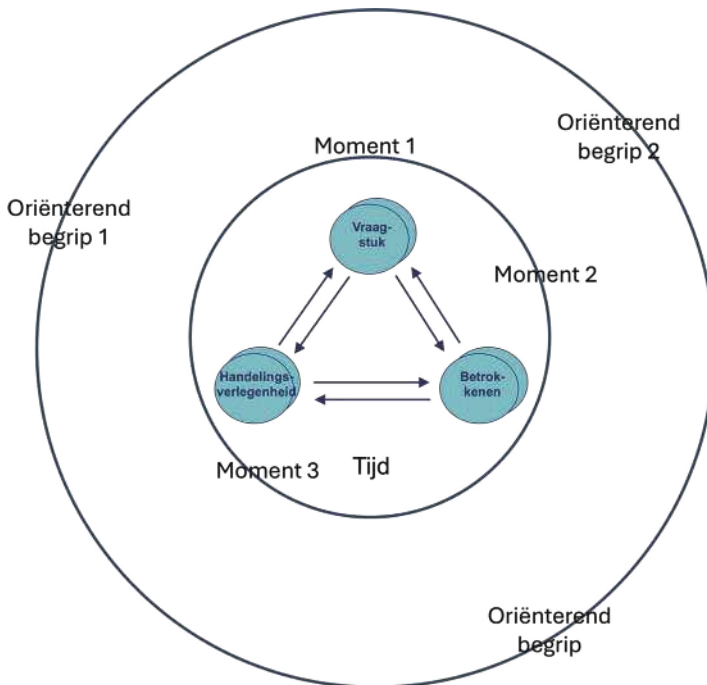 Oriënterend
begrip 2
Moment 1
Oriënterend
begrip 1
Vraag-
stuk
Moment 2
Handelings-
verlegenheid
Betrok-
kenen
Moment 3
Tijd
Oriënterend
begrip